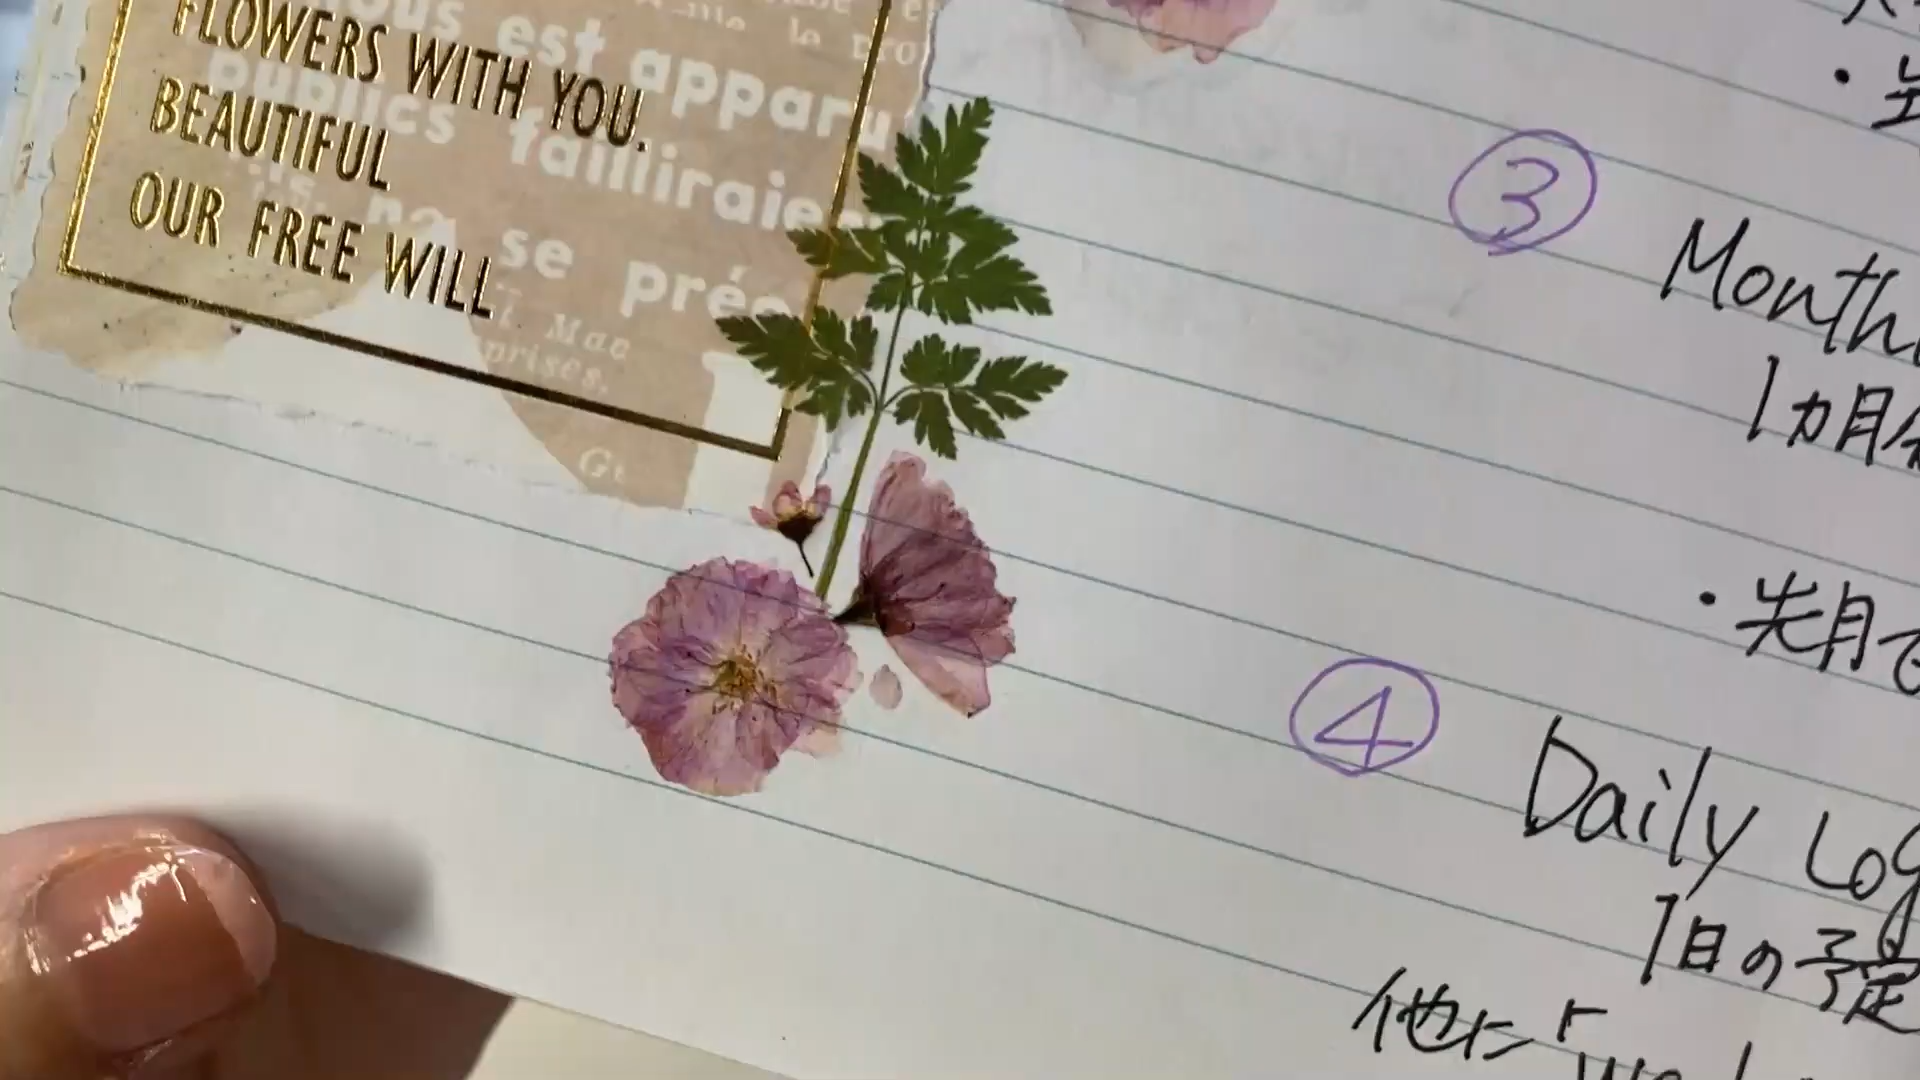 FLOWERS WITH YOU.
BEAUTIFUL
OUR FREE WILL
est apparu
publics failliraie
se pré
Mac
prises.
③
Month
1カ月
・先月で
④
Daily Log
1日の予定
他に「